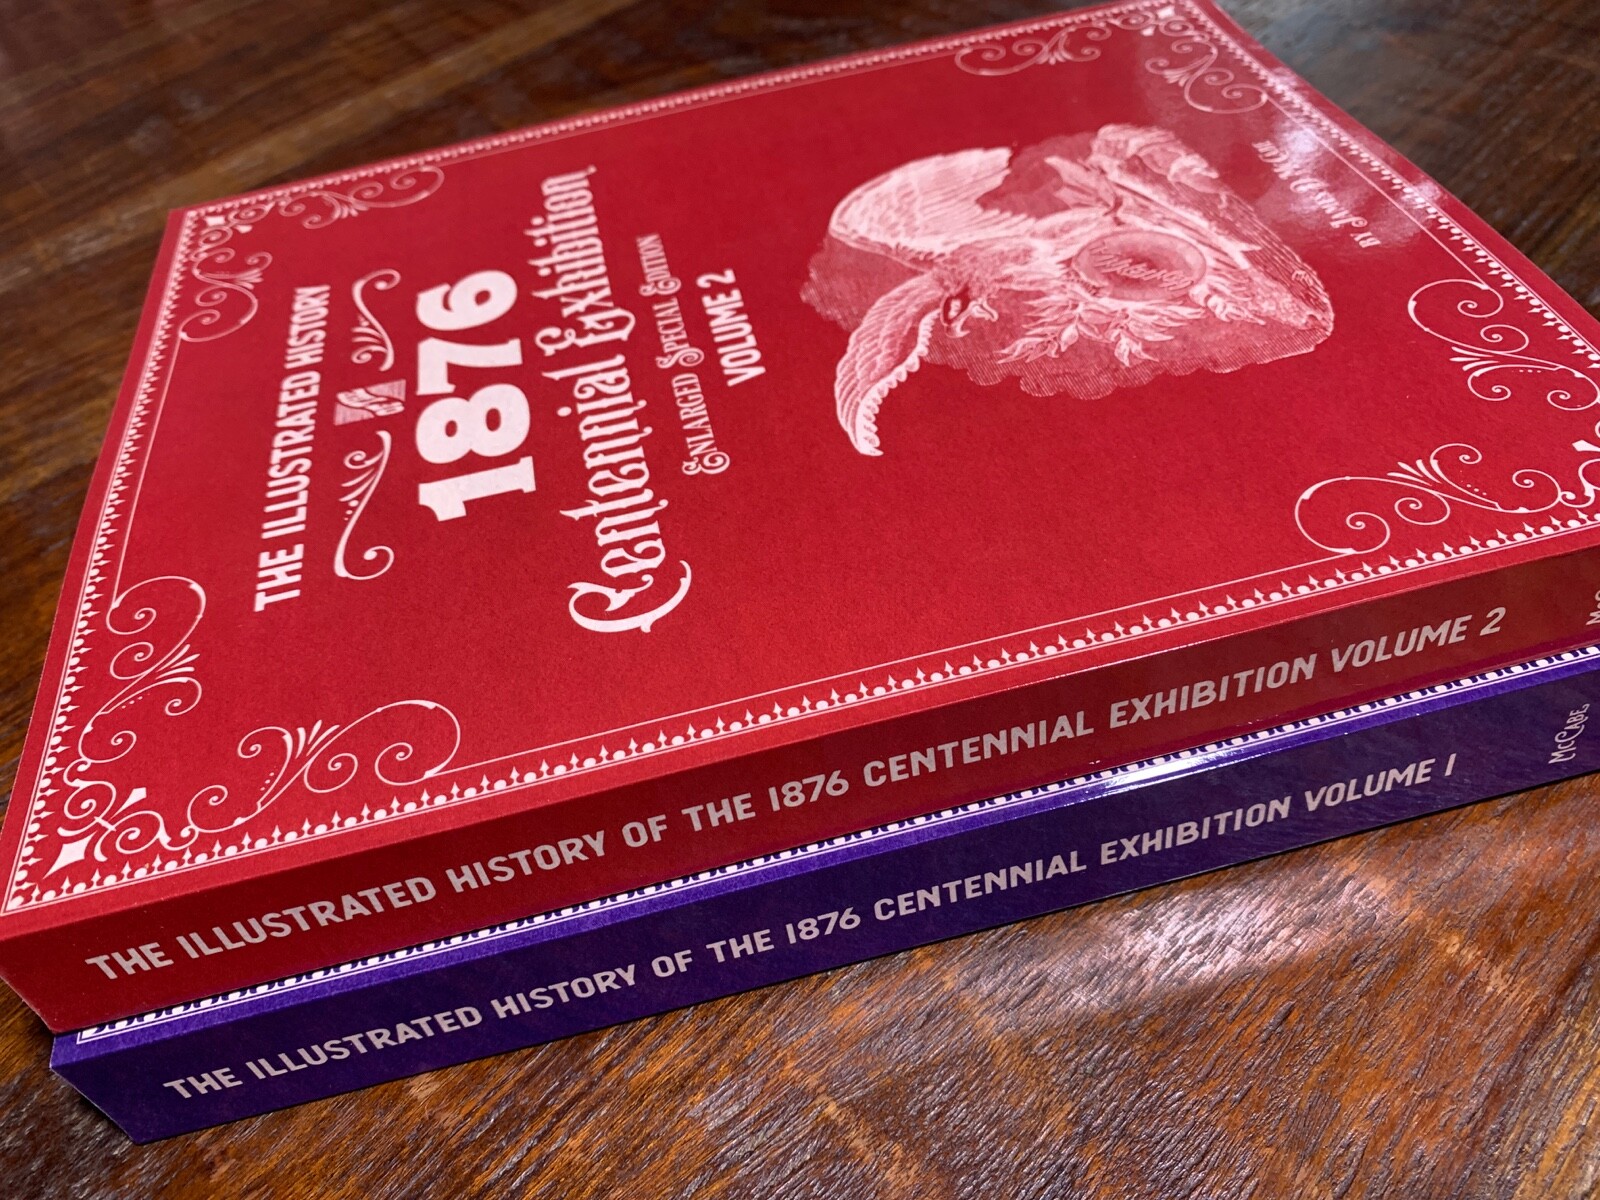 THE ILLUSTRATED HISTORY
OF
1876
Centennial Exhibition
ENLARGED SPECIAL EDITION
VOLUME 2
THE ILLUSTRATED HISTORY OF THE 1876 CENTENNIAL EXHIBITION VOLUME 2
THE ILLUSTRATED HISTORY OF THE 1876 CENTENNIAL EXHIBITION VOLUME 1
MCCABE